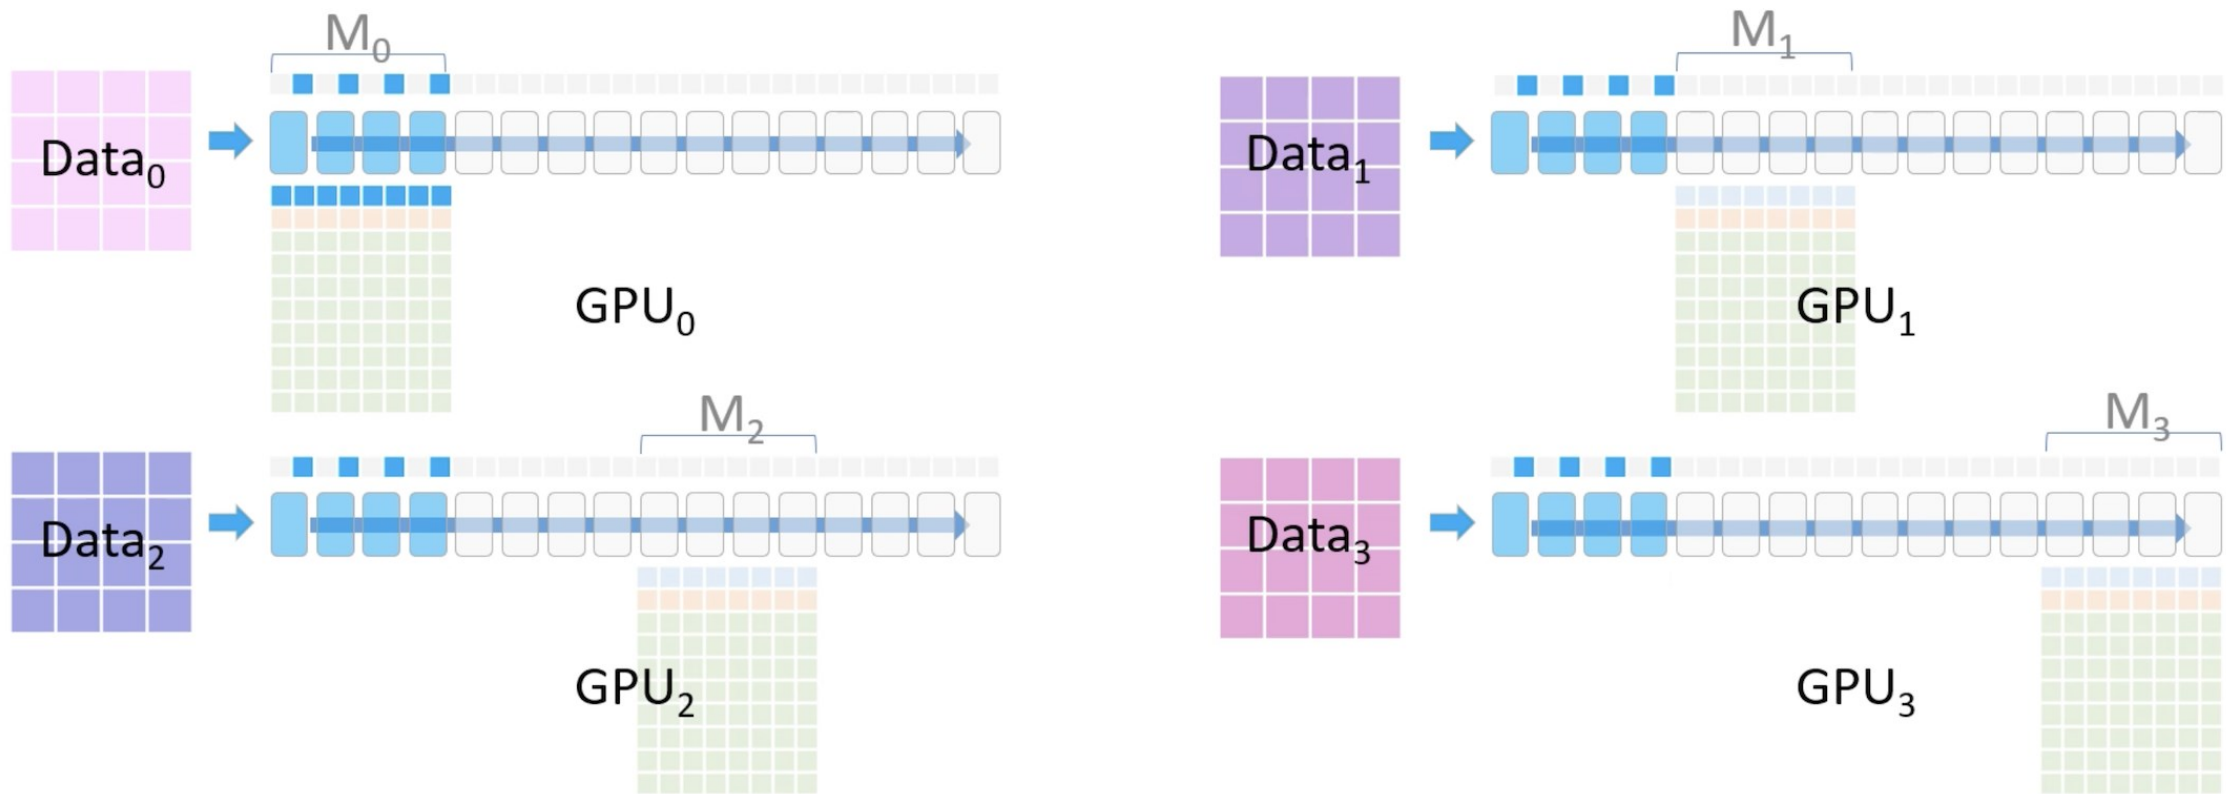 M₀
Data₀
GPU₀
M₁
Data₁
GPU₁
M₂
Data₂
GPU₂
M₃
Data₃
GPU₃